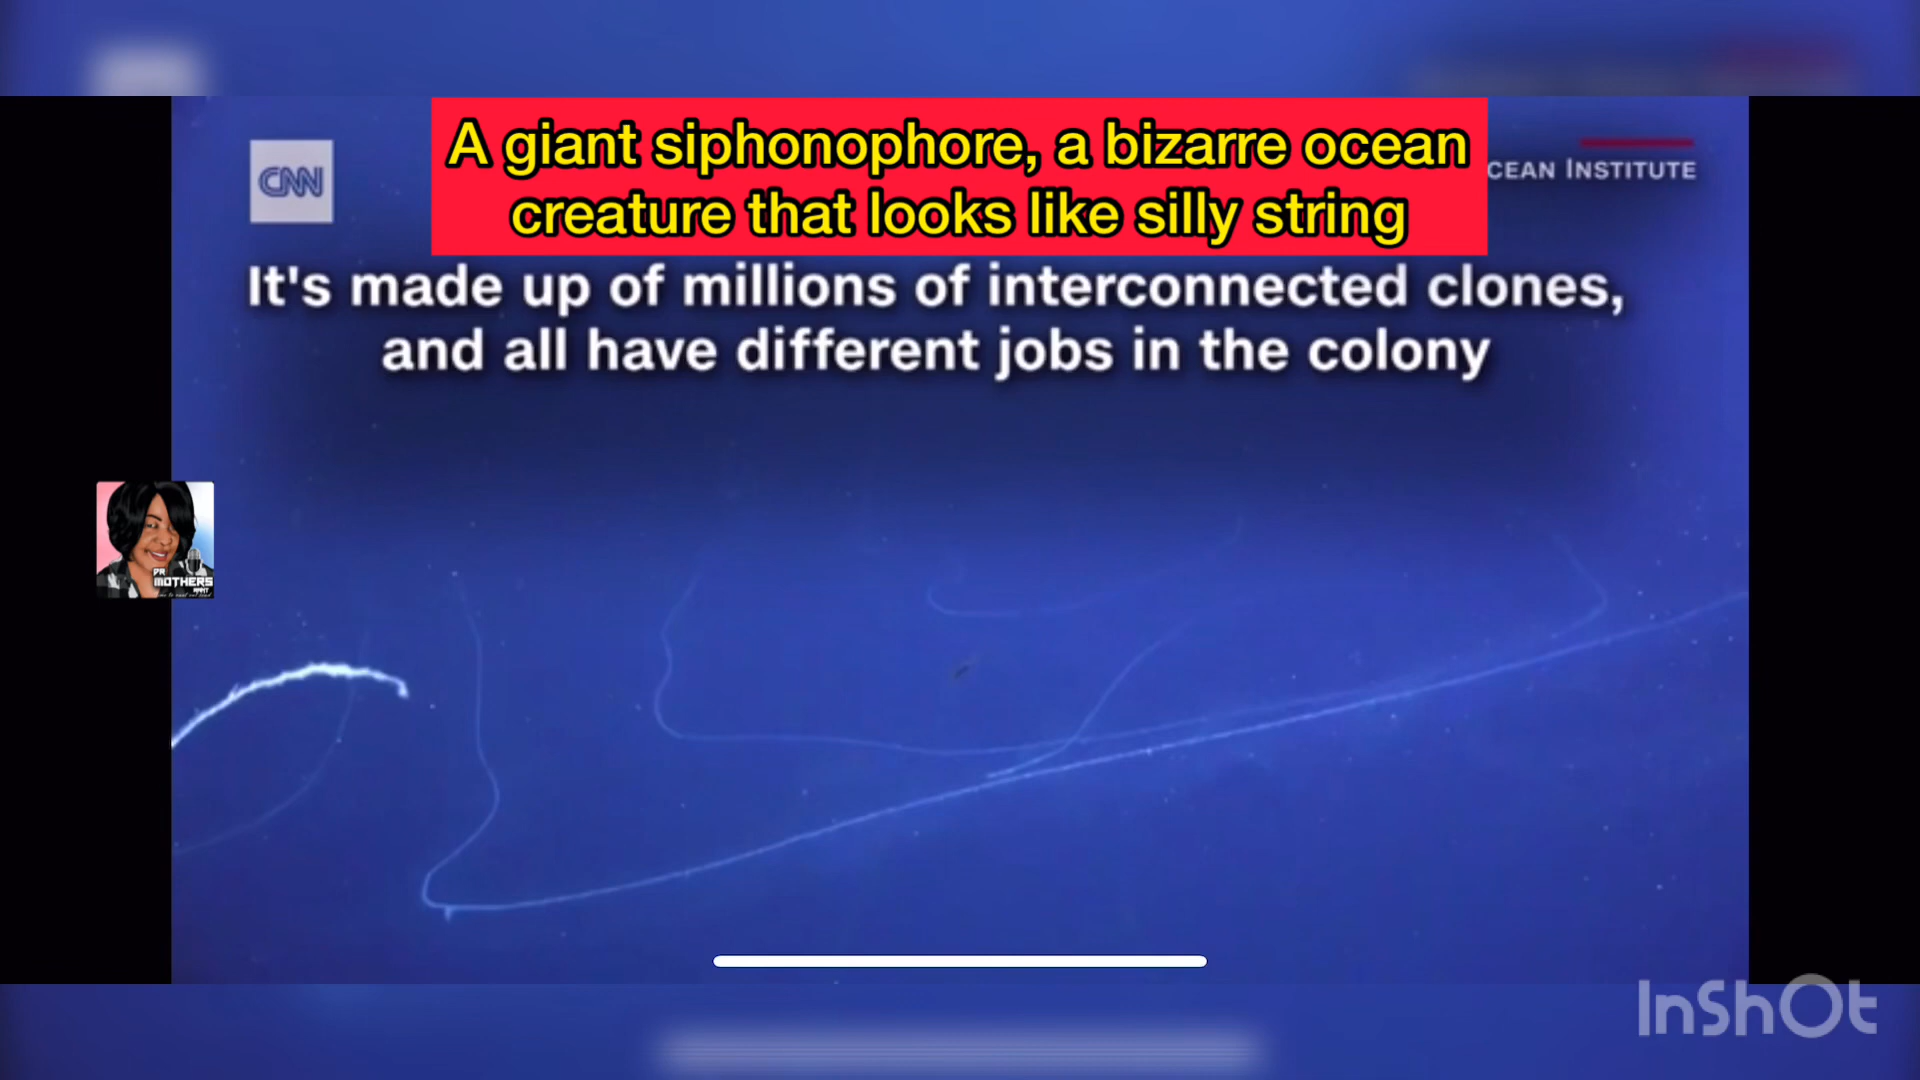 A giant siphonophore, a bizarre ocean
creature that looks like silly string
CNN
CEAN INSTITUTE
It's made up of millions of interconnected clones,
and all have different jobs in the colony
DR
MOTHERS
InShOt